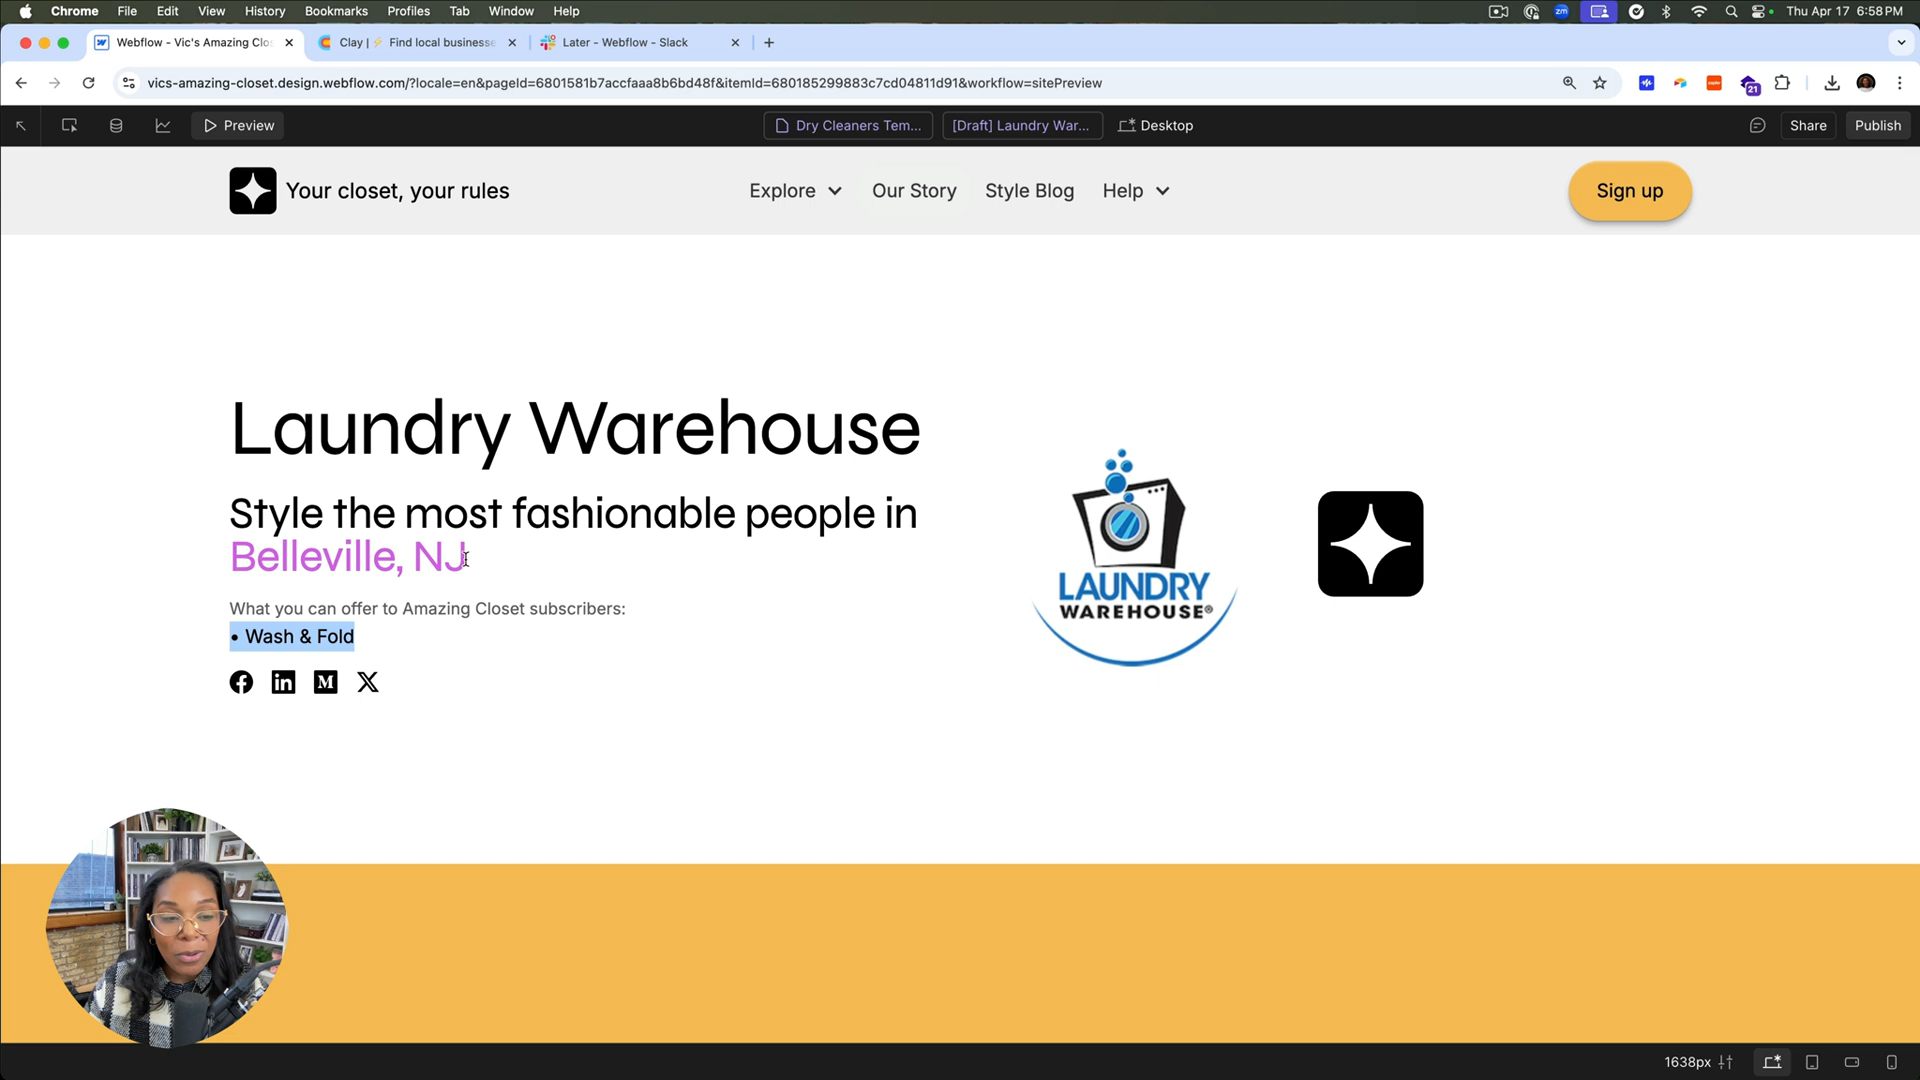 Chrome File Edit View History Bookmarks Profiles Tab Window Help
zm
Thu Apr 17 6:58 PM
Webflow - Vic's Amazing Clo
Clay | ⚡ Find local businesse
Later - Webflow - Slack
vics-amazing-closet.design.webflow.com/?locale=en&pageId=6801581b7accfaaa8b6bd48f&itemId=680185299883c7cd04811d91&workflow=sitePreview
21
Preview
Dry Cleaners Tem...
[Draft] Laundry War...
Desktop
Share
Publish
Your closet, your rules
Explore
Our Story
Style Blog
Help
Sign up
Laundry Warehouse
Style the most fashionable people in
Belleville, NJ
What you can offer to Amazing Closet subscribers:
• Wash & Fold
LAUNDRY
WAREHOUSE®
1638px